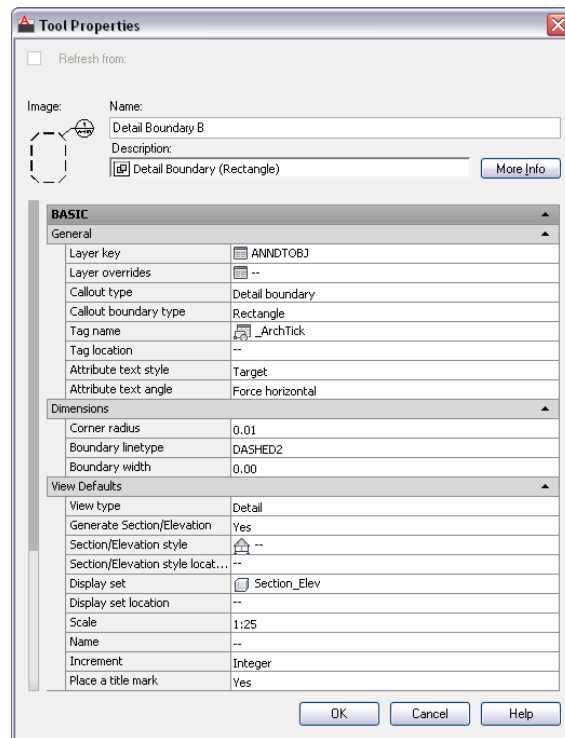 Tool Properties
Refresh from:
Image:
Name:
Detail Boundary B
Description:
Detail Boundary (Rectangle)
More Info
BASIC
General
Layer key ANNDTOBJ
Layer overrides --
Callout type Detail boundary
Callout boundary type Rectangle
Tag name _ArchTick
Tag location --
Attribute text style Target
Attribute text angle Force horizontal
Dimensions
Corner radius 0.01
Boundary linetype DASHED2
Boundary width 0.00
View Defaults
View type Detail
Generate Section/Elevation Yes
Section/Elevation style --
Section/Elevation style locat... --
Display set Section_Elev
Display set location --
Scale 1:25
Name --
Increment Integer
Place a title mark Yes
OK Cancel Help